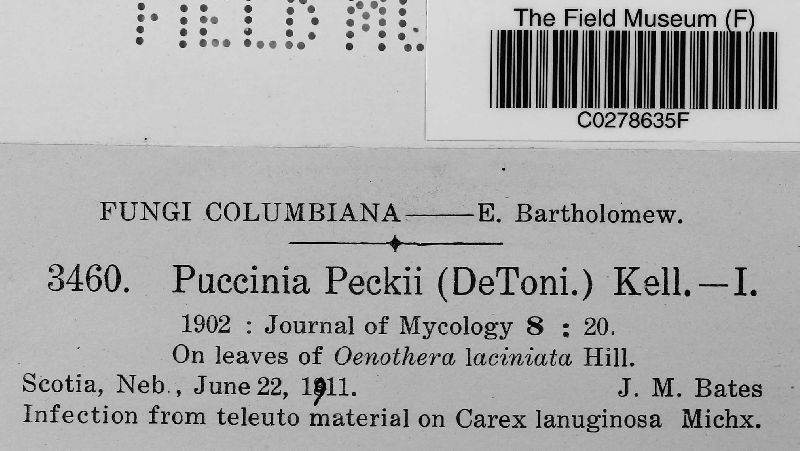 FIELD MU
The Field Museum (F)
C0278635F
FUNGI COLUMBIANA——E. Bartholomew.
3460. Puccinia Peckii (DeToni.) Kell.—I.
1902 : Journal of Mycology 8 : 20.
On leaves of Oenothera laciniata Hill.
Scotia, Neb., June 22, 1911. J. M. Bates
Infection from teleuto material on Carex lanuginosa Michx.